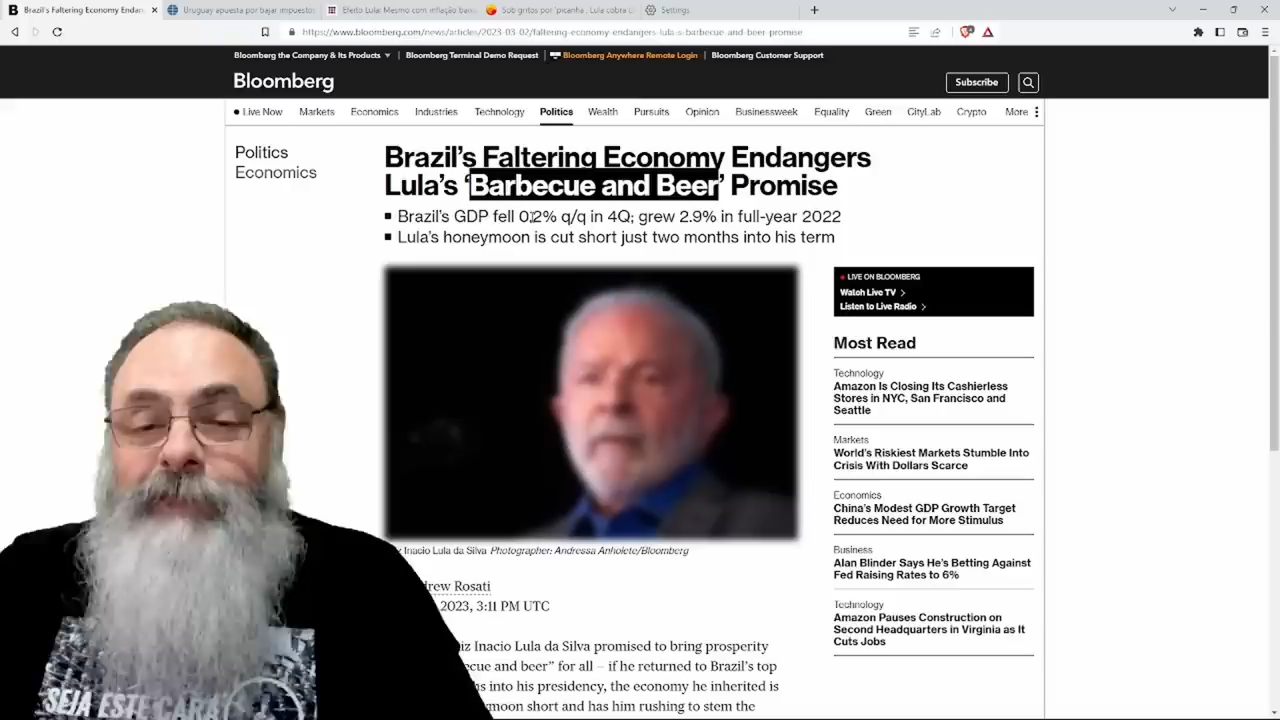 Brazil's Faltering Economy Endan
Uruguay apuesta por bajar impuestos
Efeito Lula! Mesmo com inflação baix
Sob gritos por 'picanha', Lula cobra
Settings
https://www.bloomberg.com/news/articles/2023-03-02/faltering-economy-endangers-lula-s-barbecue-and-beer-promise
Bloomberg the Company & Its Products
Bloomberg Terminal Demo Request
Bloomberg Anywhere Remote Login
Bloomberg Customer Support
Bloomberg
Subscribe
Live Now Markets Economics Industries Technology Politics Wealth Pursuits Opinion Businessweek Equality Green CityLab Crypto More
Politics
Economics
Brazil's Faltering Economy Endangers
Lula's 'Barbecue and Beer' Promise
Brazil's GDP fell 0.2% q/q in 4Q; grew 2.9% in full-year 2022
Lula's honeymoon is cut short just two months into his term
Inacio Lula da Silva Photographer: Andressa Anholete/Bloomberg
rew Rosati
2023, 3:11 PM UTC
iz Inacio Lula da Silva promised to bring prosperity
cue and beer” for all – if he returned to Brazil's top
hs into his presidency, the economy he inherited is
moon short and has him rushing to stem the
LIVE ON BLOOMBERG
Watch Live TV
Listen to Live Radio
Most Read
Technology
Amazon Is Closing Its Cashierless
Stores in NYC, San Francisco and
Seattle
Markets
World's Riskiest Markets Stumble Into
Crisis With Dollars Scarce
Economics
China's Modest GDP Growth Target
Reduces Need for More Stimulus
Business
Alan Blinder Says He's Betting Against
Fed Raising Rates to 6%
Technology
Amazon Pauses Construction on
Second Headquarters in Virginia as It
Cuts Jobs
SEJA ESTE